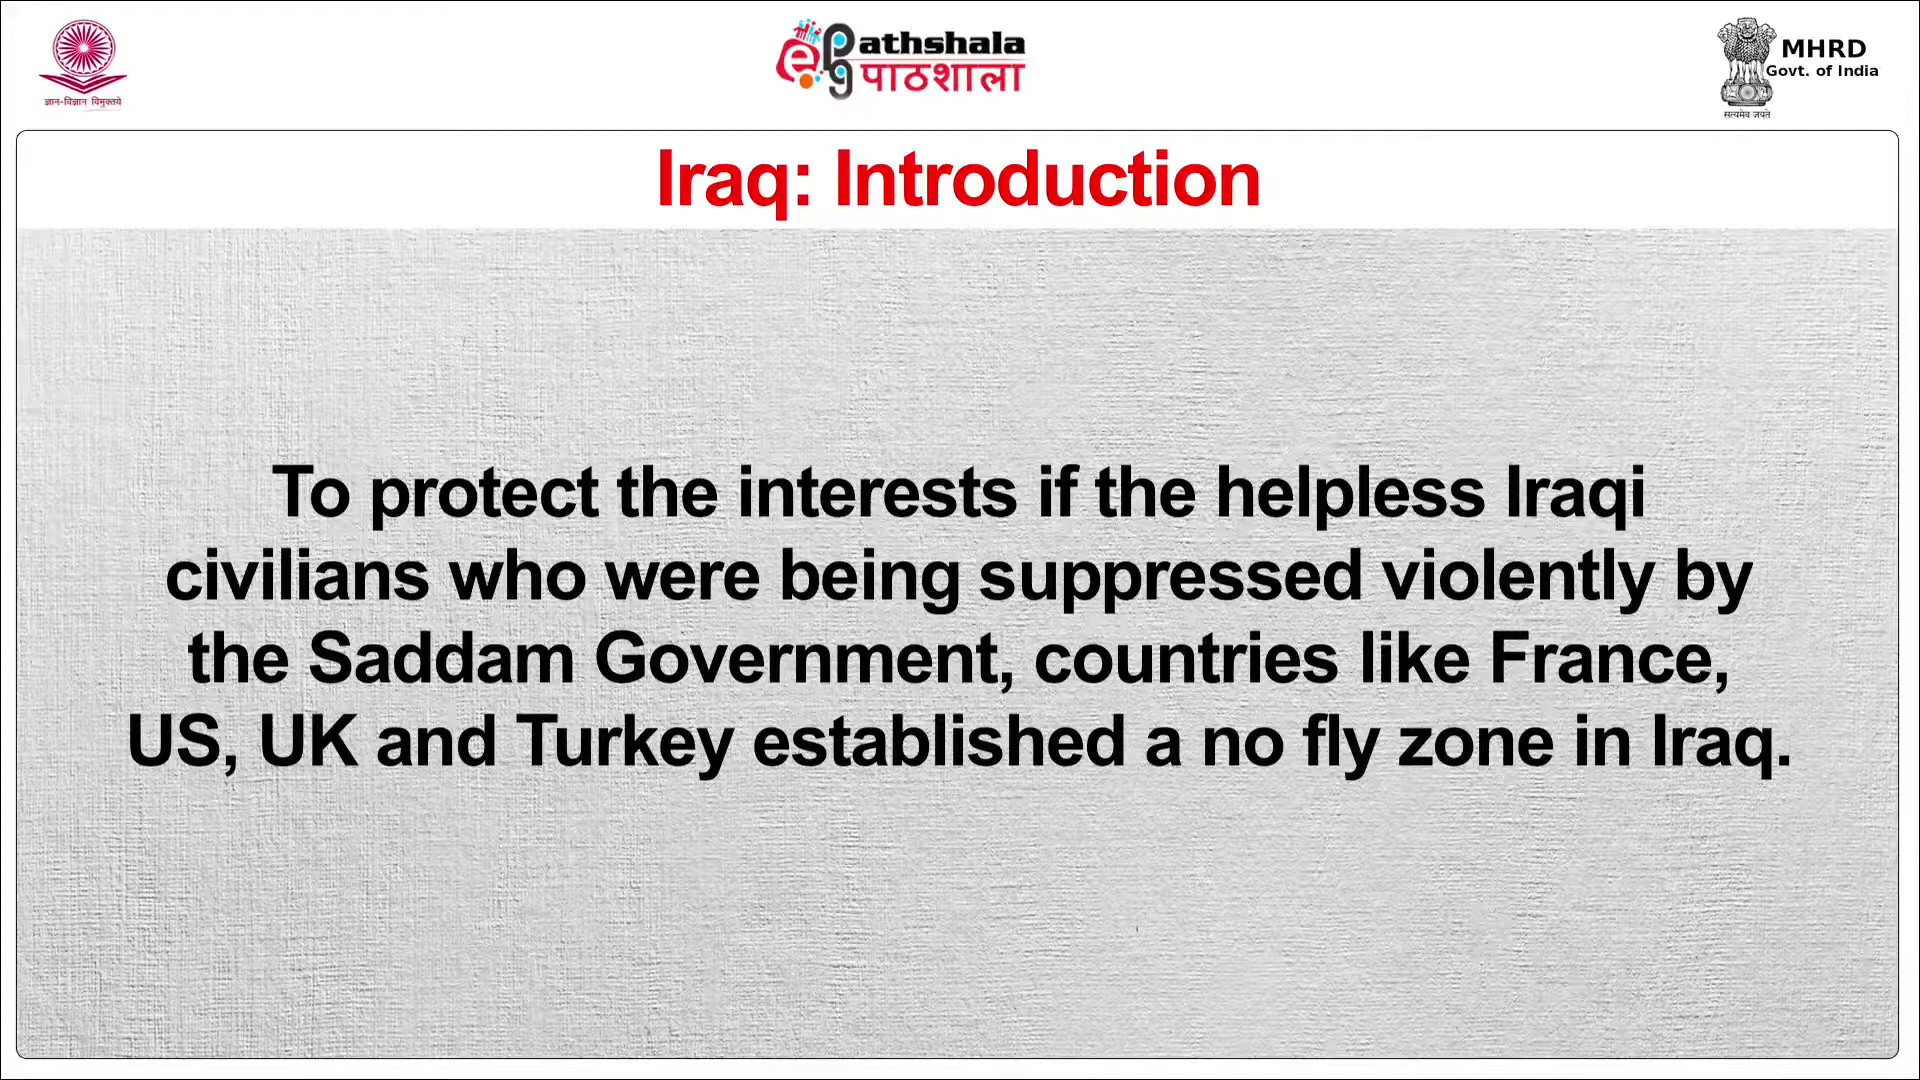 ज्ञान-विज्ञान विमुक्तये
ePG athshala
पाठशाला
MHRD
Govt. of India
सत्यमेव जयते
Iraq: Introduction
To protect the interests if the helpless Iraqi
civilians who were being suppressed violently by
the Saddam Government, countries like France,
US, UK and Turkey established a no fly zone in Iraq.